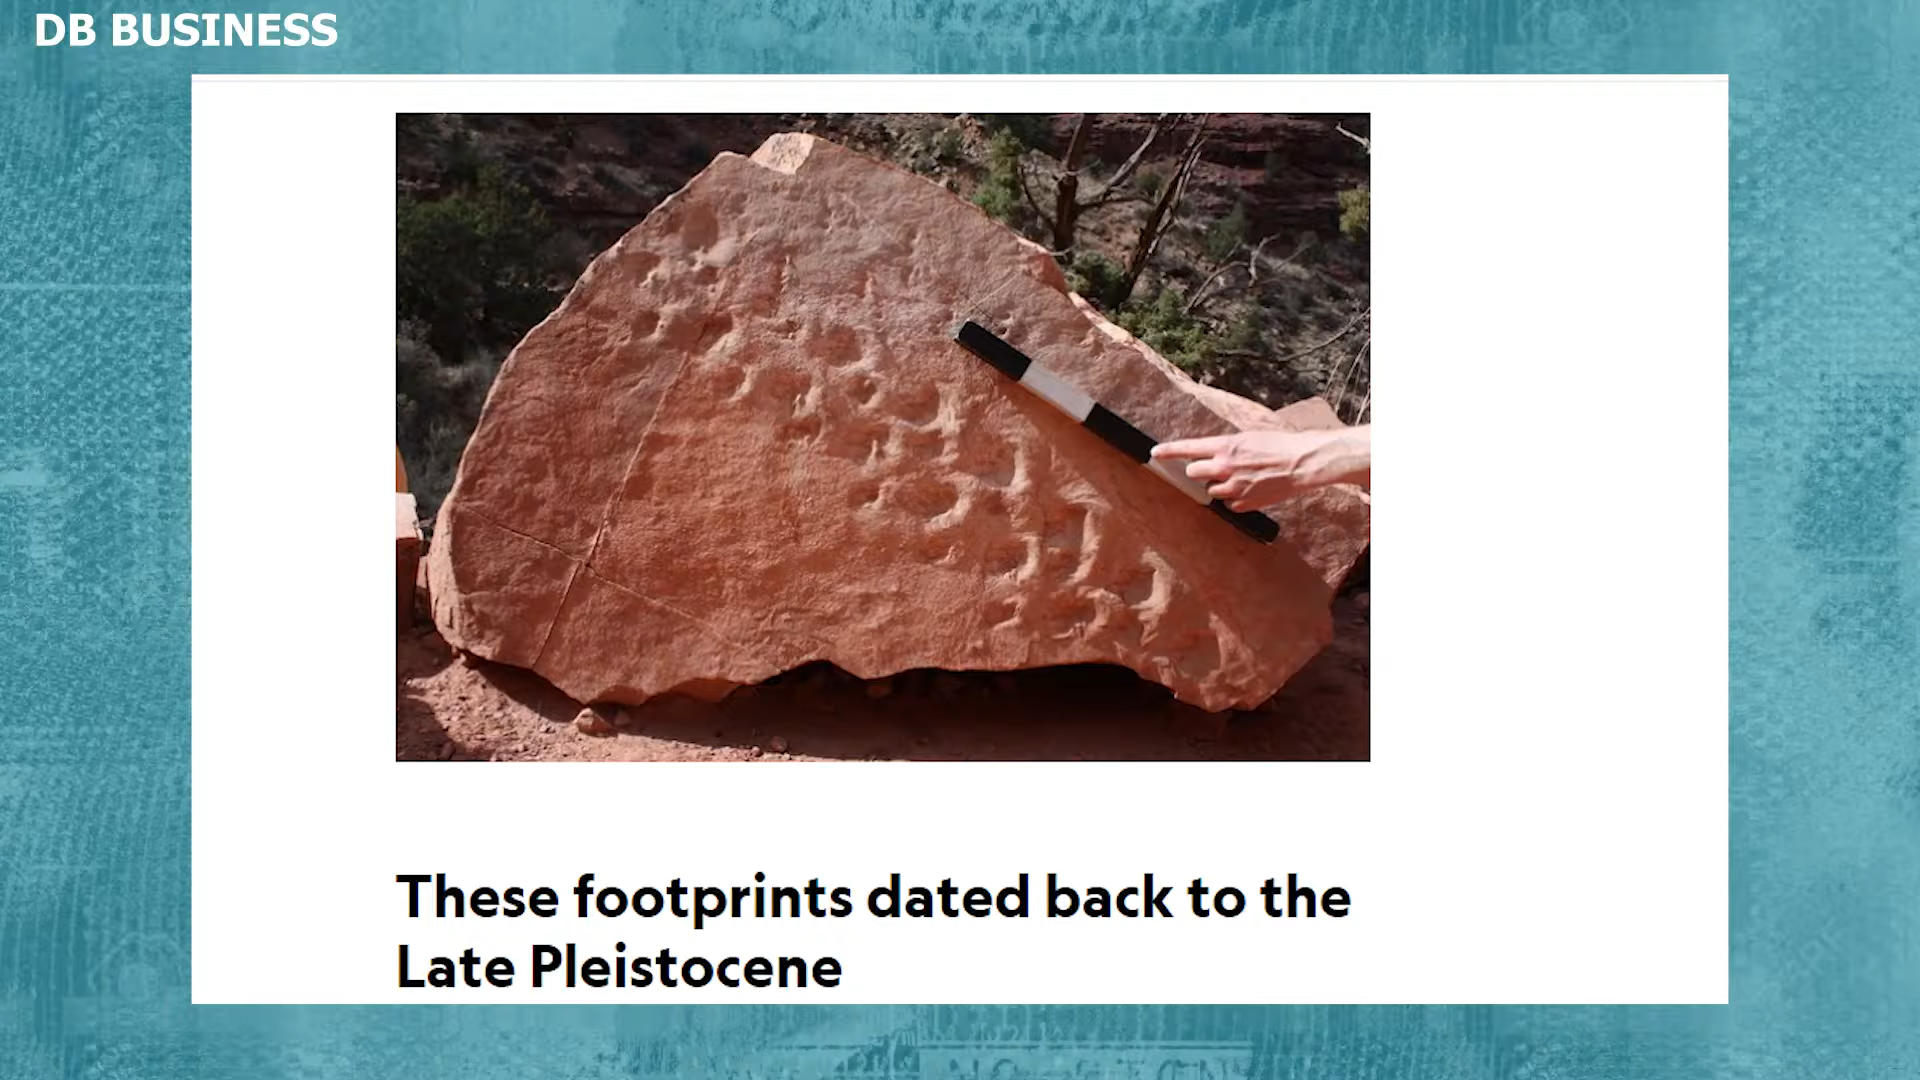 DB BUSINESS
These footprints dated back to the
Late Pleistocene